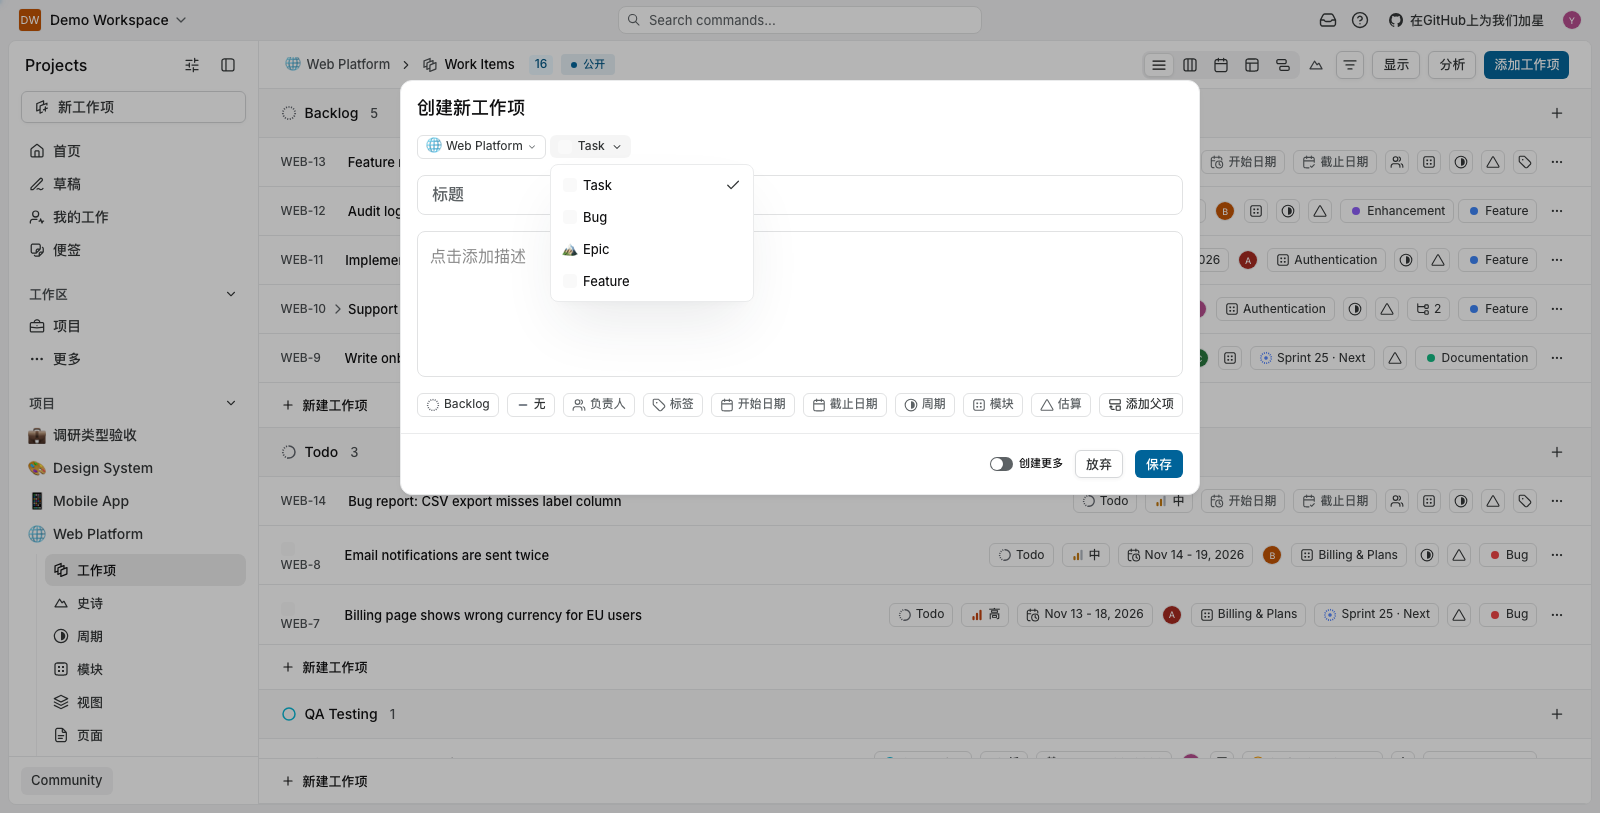 DW Demo Workspace
Search commands...
在GitHub上为我们加星
Y
Projects
新工作项
首页
草稿
我的工作
便签
工作区
项目
更多
项目
调研类型验收
Design System
Mobile App
Web Platform
工作项
史诗
周期
模块
视图
页面
Community
Web Platform
Work Items
16
公开
显示
分析
添加工作项
Backlog 5
WEB-13 Feature
开始日期 截止日期
WEB-12 Audit log
B Enhancement Feature
WEB-11
A Authentication Feature
WEB-10 Support
Authentication 2 Feature
WEB-9 Write
Sprint 25 · Next Documentation
新建工作项
Todo 3
WEB-14 Bug report: CSV export misses label column
Todo 中 开始日期 截止日期
WEB-8 Email notifications are sent twice
Todo 中 Nov 14 - 19, 2026 B Billing & Plans Bug
WEB-7 Billing page shows wrong currency for EU users
Todo 高 Nov 13 - 18, 2026 A Billing & Plans Sprint 25 · Next Bug
新建工作项
QA Testing 1
新建工作项
创建新工作项
Web Platform
Task
标题
Task
Bug
Epic
Feature
点击添加描述
Backlog 无 负责人 标签 开始日期 截止日期 周期 模块 估算 添加父项
创建更多 放弃 保存